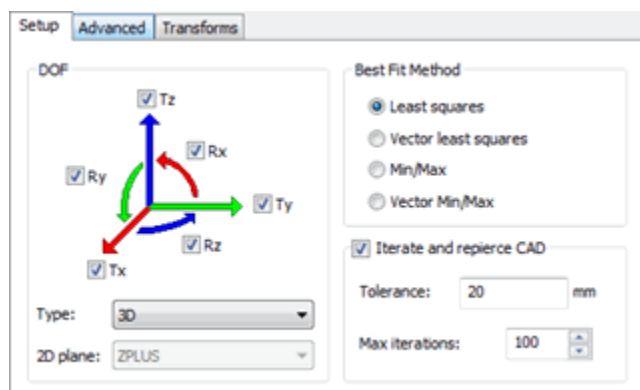 Setup Advanced Transforms
DOF
Tz
Rx
Ry
Ty
Rz
Tx
Type: 3D
2D plane: ZPLUS
Best Fit Method
Least squares
Vector least squares
Min/Max
Vector Min/Max
Iterate and repierce CAD
Tolerance: 20 mm
Max iterations: 100